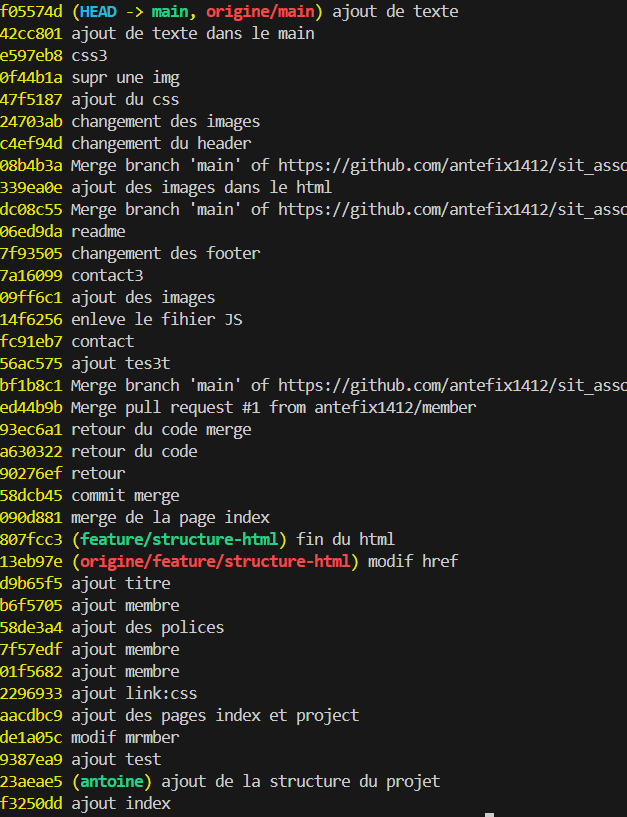 f05574d (HEAD -> main, origine/main) ajout de texte
42cc801 ajout de texte dans le main
e597eb8 css3
0f44b1a supr une img
47f5187 ajout du css
24703ab changement des images
c4ef94d changement du header
08b4b3a Merge branch 'main' of https://github.com/antefix1412/sit_asso
339ea0e ajout des images dans le html
dc08c55 Merge branch 'main' of https://github.com/antefix1412/sit_asso
06ed9da readme
7f93505 changement des footer
7a16099 contact3
09ff6c1 ajout des images
14f6256 enleve le fihier JS
fc91eb7 contact
56ac575 ajout tes3t
bf1b8c1 Merge branch 'main' of https://github.com/antefix1412/sit_asso
ed44b9b Merge pull request #1 from antefix1412/member
93ec6a1 retour du code merge
a630322 retour du code
90276ef retour
58dcb45 commit merge
090d881 merge de la page index
807fcc3 (feature/structure-html) fin du html
13eb97e (origine/feature/structure-html) modif href
d9b65f5 ajout titre
b6f5705 ajout membre
58de3a4 ajout des polices
7f57edf ajout membre
01f5682 ajout membre
2296933 ajout link:css
aacdbc9 ajout des pages index et project
de1a05c modif mrmber
9387ea9 ajout test
23aeae5 (antoine) ajout de la structure du projet
f3250dd ajout index